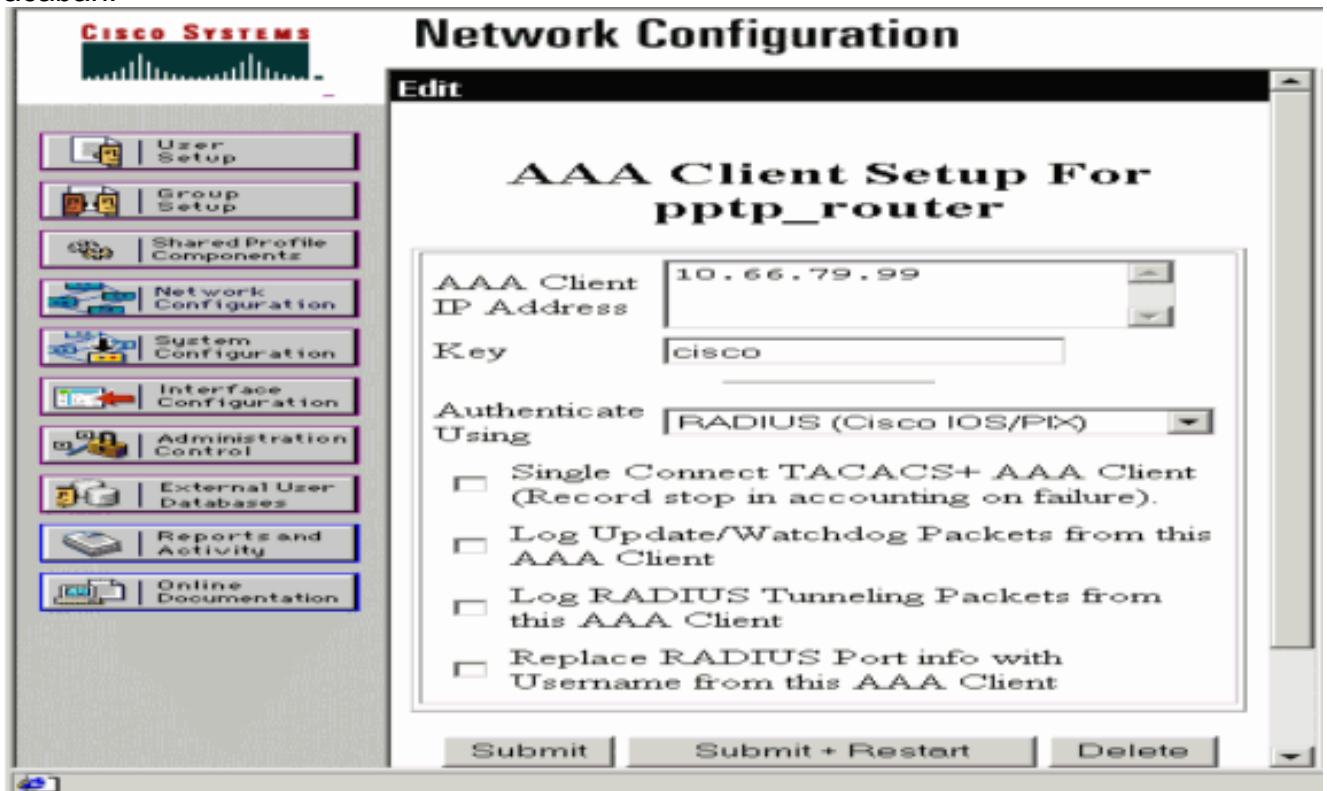 CISCO SYSTEMS
Network Configuration
Edit
User
Setup
Group
Setup
Shared Profile
Components
Network
Configuration
System
Configuration
Interface
Configuration
Administration
Control
External User
Databases
Reports and
Activity
Online
Documentation
AAA Client Setup For
pptp_router
AAA Client
IP Address
10.66.79.99
Key
cisco
Authenticate
Using
RADIUS (Cisco IOS/PIX)
Single Connect TACACS+ AAA Client
(Record stop in accounting on failure).
Log Update/Watchdog Packets from this
AAA Client
Log RADIUS Tunneling Packets from
this AAA Client
Replace RADIUS Port info with
Username from this AAA Client
Submit
Submit + Restart
Delete